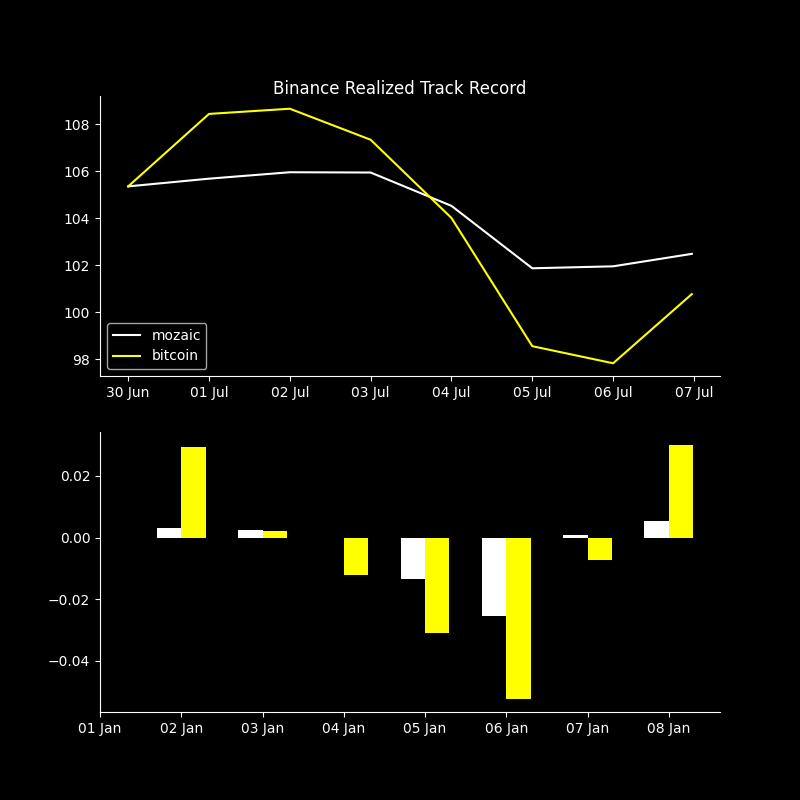 Binance Realized Track Record
108
106
104
102
100
98
mozaic
bitcoin
30 Jun 01 Jul 02 Jul 03 Jul 04 Jul 05 Jul 06 Jul 07 Jul
0.02
0.00
−0.02
−0.04
01 Jan 02 Jan 03 Jan 04 Jan 05 Jan 06 Jan 07 Jan 08 Jan